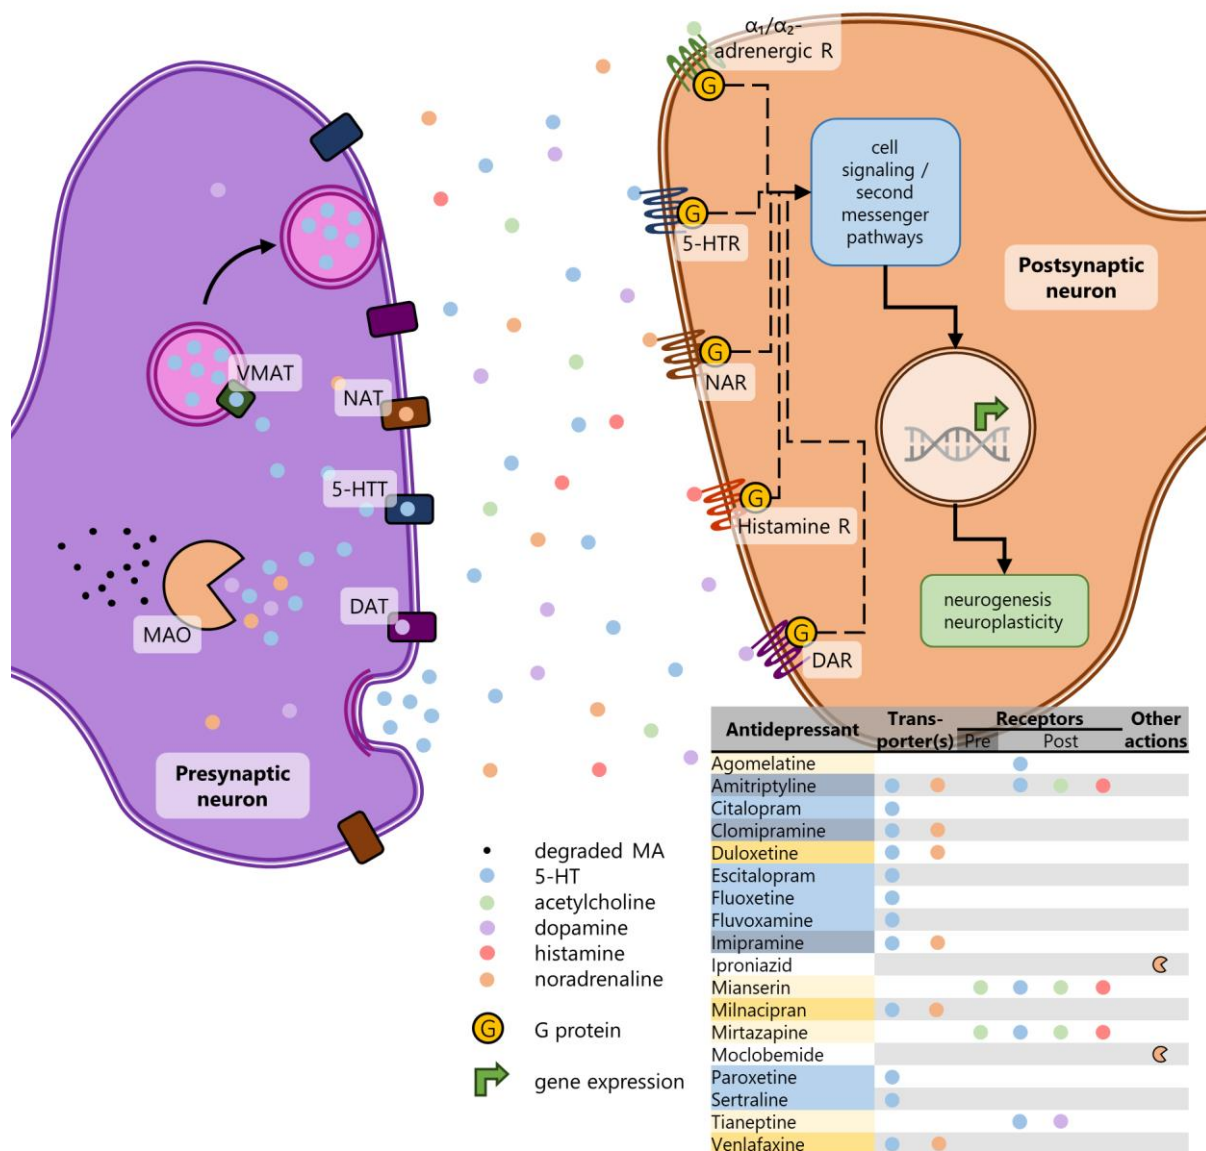 α₁/α₂-
adrenergic R
G
cell
signaling /
second
messenger
pathways
G
5-HTR
Postsynaptic
neuron
VMAT
NAT
G
NAR
5-HTT
G
Histamine R
MAO
DAT
G
DAR
neurogenesis
neuroplasticity
Presynaptic
neuron
degraded MA
5-HT
acetylcholine
dopamine
histamine
noradrenaline
G G protein
gene expression
Antidepressant Trans-porter(s) Receptors Other actions
Pre Post
Agomelatine
Amitriptyline
Citalopram
Clomipramine
Duloxetine
Escitalopram
Fluoxetine
Fluvoxamine
Imipramine
Iproniazid
Mianserin
Milnacipran
Mirtazapine
Moclobemide
Paroxetine
Sertraline
Tianeptine
Venlafaxine